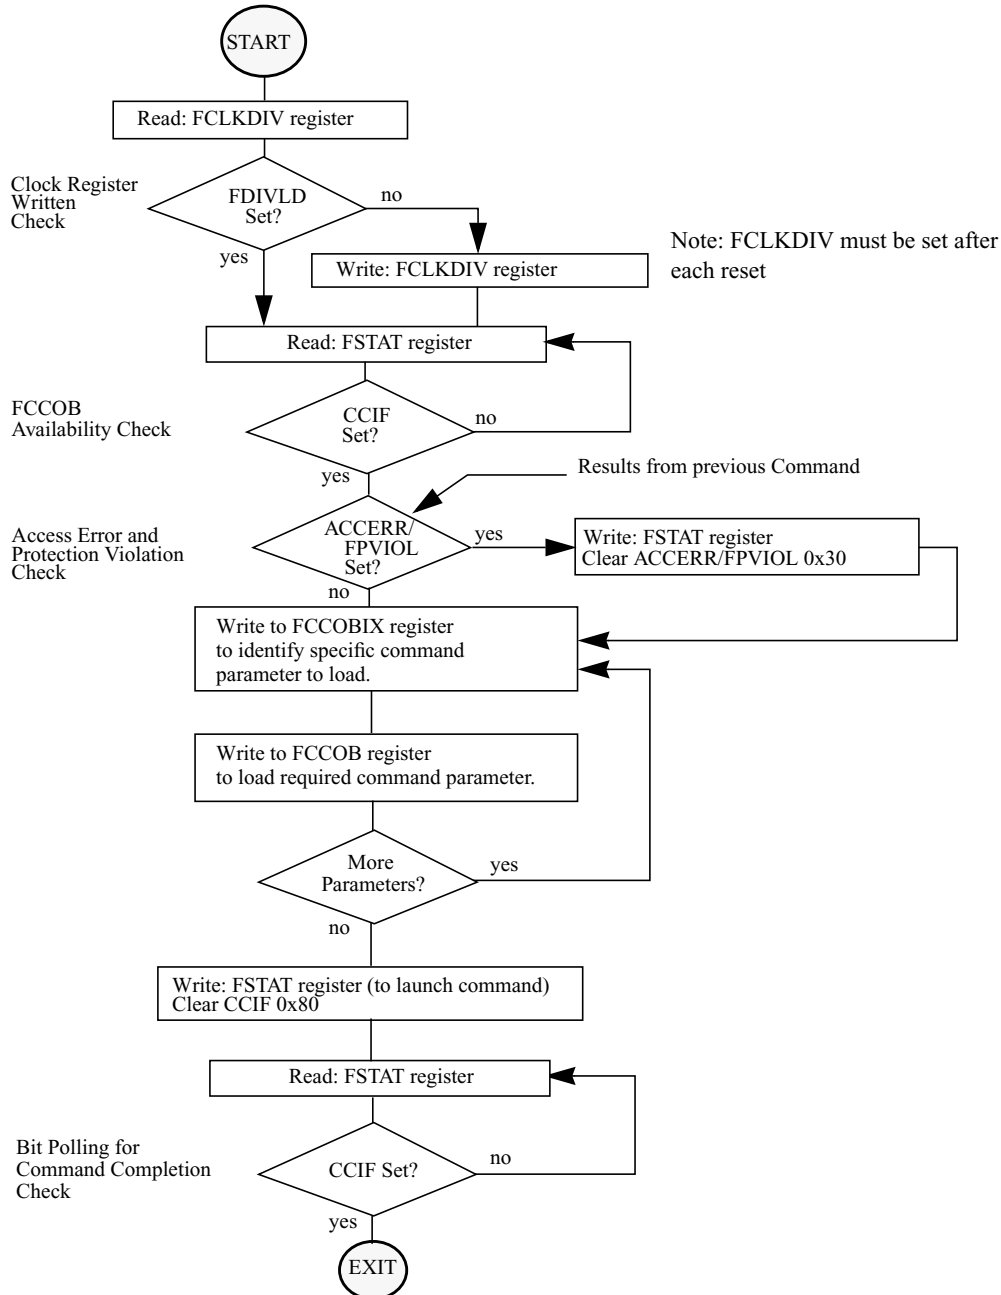 START
Read: FCLKDIV register
Clock Register
Written
Check
FDIVLD
Set?
no
yes
Note: FCLKDIV must be set after
each reset
Write: FCLKDIV register
Read: FSTAT register
FCCOB
Availability Check
CCIF
Set?
no
yes
Results from previous Command
Access Error and
Protection Violation
Check
ACCERR/
FPVIOL
Set?
yes
no
Write: FSTAT register
Clear ACCERR/FPVIOL 0x30
Write to FCCOBIX register
to identify specific command
parameter to load.
Write to FCCOB register
to load required command parameter.
More
Parameters?
yes
no
Write: FSTAT register (to launch command)
Clear CCIF 0x80
Read: FSTAT register
Bit Polling for
Command Completion
Check
CCIF Set?
no
yes
EXIT